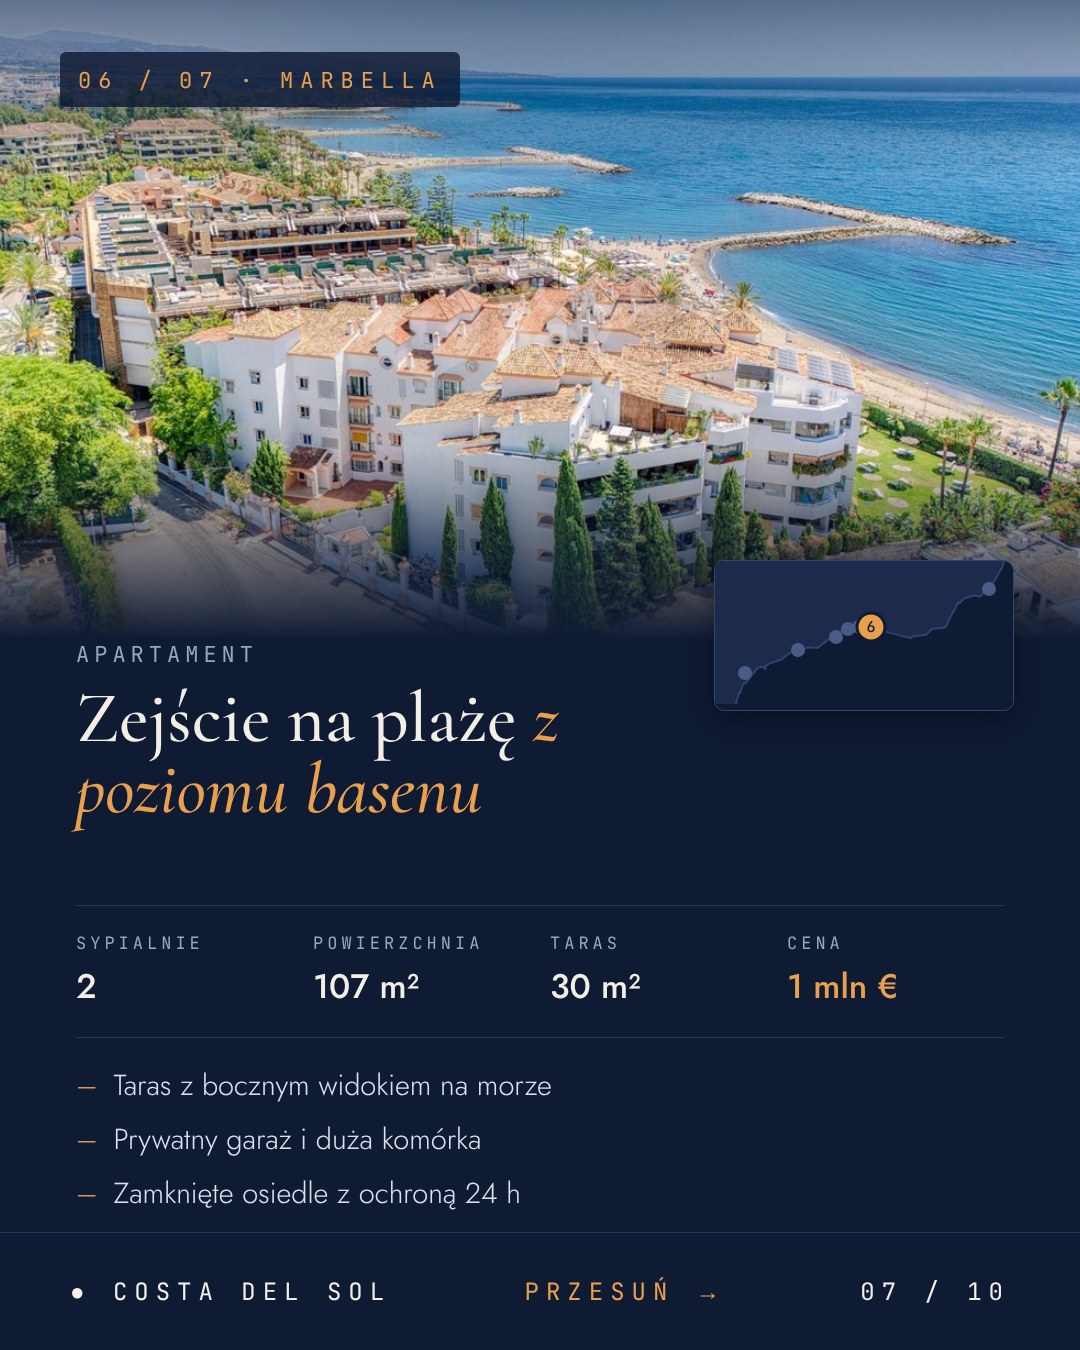 06 / 07 · MARBELLA
6
APARTAMENT
Zejście na plażę z
poziomu basenu
SYPIALNIE POWIERZCHNIA TARAS CENA
2 107 m² 30 m² 1 mln €
— Taras z bocznym widokiem na morze
— Prywatny garaż i duża komórka
— Zamknięte osiedle z ochroną 24 h
• COSTA DEL SOL PRZESUŃ → 07 / 10